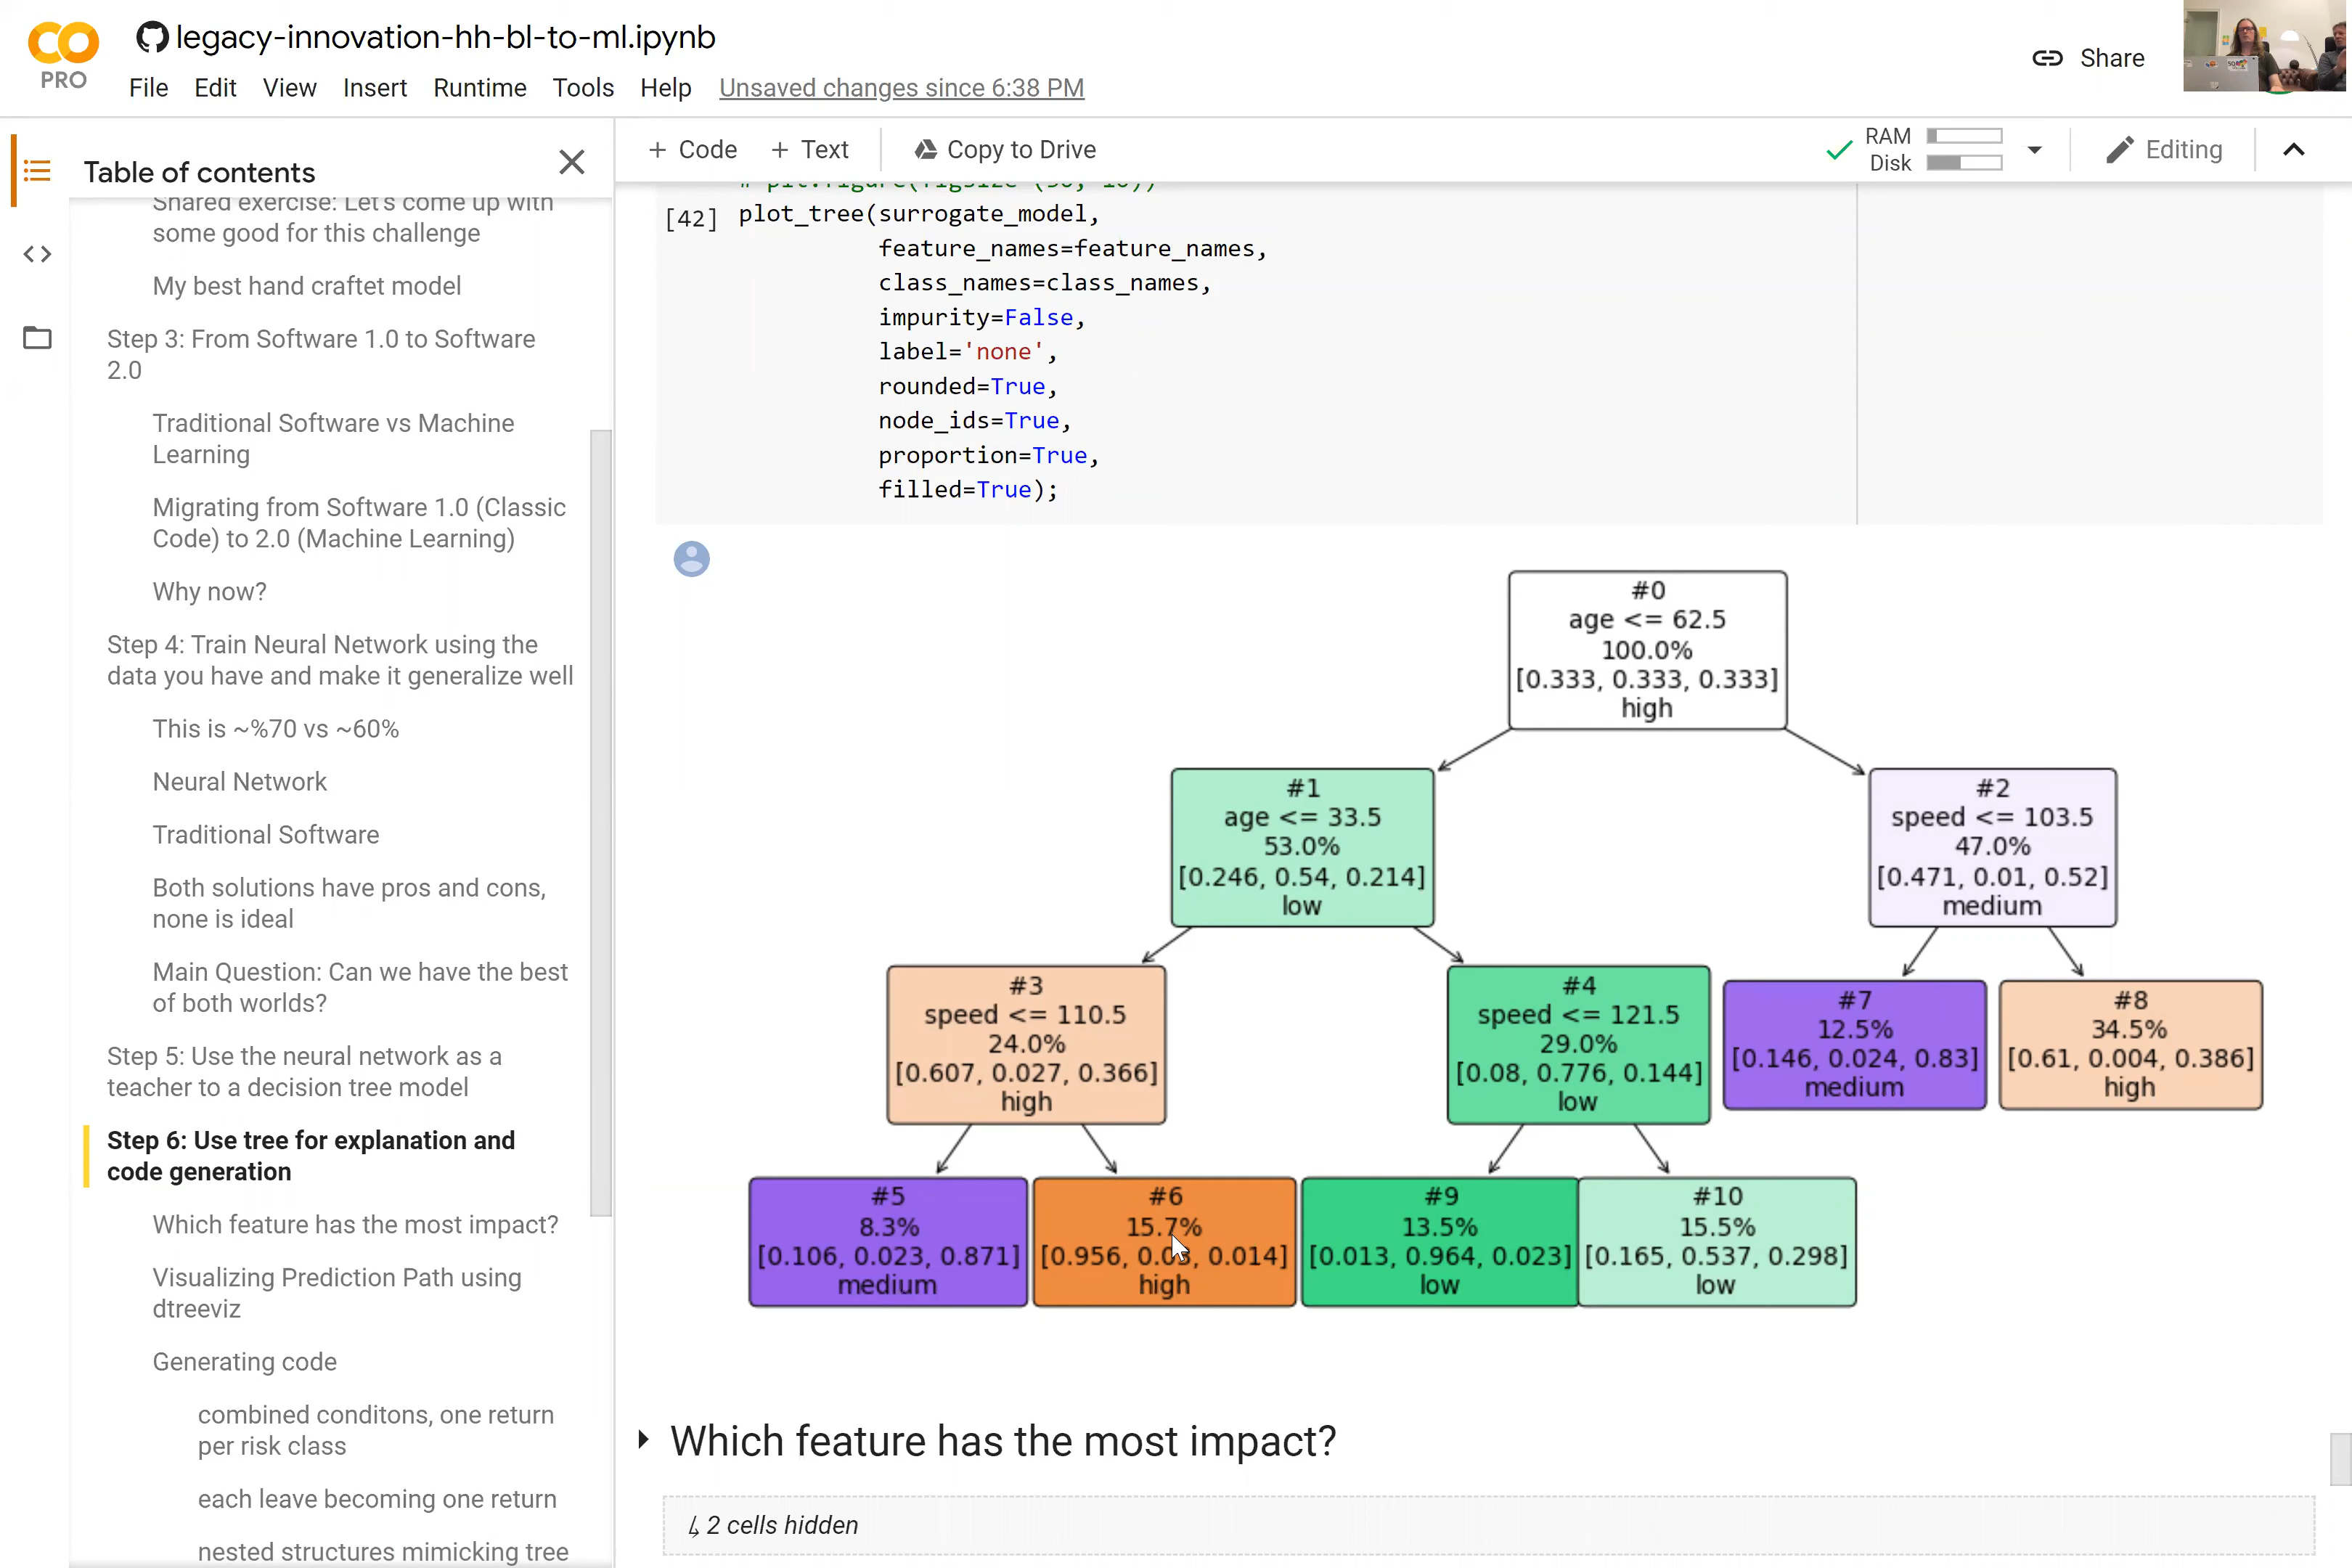 legacy-innovation-hh-bl-to-ml.ipynb
PRO
File Edit View Insert Runtime Tools Help Unsaved changes since 6:38 PM
Share
Table of contents
Shared exercise: Let's come up with
some good for this challenge
My best hand craftet model
Step 3: From Software 1.0 to Software
2.0
Traditional Software vs Machine
Learning
Migrating from Software 1.0 (Classic
Code) to 2.0 (Machine Learning)
Why now?
Step 4: Train Neural Network using the
data you have and make it generalize well
This is ~%70 vs ~60%
Neural Network
Traditional Software
Both solutions have pros and cons,
none is ideal
Main Question: Can we have the best
of both worlds?
Step 5: Use the neural network as a
teacher to a decision tree model
Step 6: Use tree for explanation and
code generation
Which feature has the most impact?
Visualizing Prediction Path using
dtreeviz
Generating code
combined conditons, one return
per risk class
each leave becoming one return
nested structures mimicking tree
+ Code + Text Copy to Drive
RAM
Disk
Editing
# plt.figure(figsize=(30, 10))
[42] plot_tree(surrogate_model,
feature_names=feature_names,
class_names=class_names,
impurity=False,
label='none',
rounded=True,
node_ids=True,
proportion=True,
filled=True);
#0
age <= 62.5
100.0%
[0.333, 0.333, 0.333]
high
#1
age <= 33.5
53.0%
[0.246, 0.54, 0.214]
low
#2
speed <= 103.5
47.0%
[0.471, 0.01, 0.52]
medium
#3
speed <= 110.5
24.0%
[0.607, 0.027, 0.366]
high
#4
speed <= 121.5
29.0%
[0.08, 0.776, 0.144]
low
#7
12.5%
[0.146, 0.024, 0.83]
medium
#8
34.5%
[0.61, 0.004, 0.386]
high
#5
8.3%
[0.106, 0.023, 0.871]
medium
#6
15.7%
[0.956, 0.03, 0.014]
high
#9
13.5%
[0.013, 0.964, 0.023]
low
#10
15.5%
[0.165, 0.537, 0.298]
low
Which feature has the most impact?
2 cells hidden